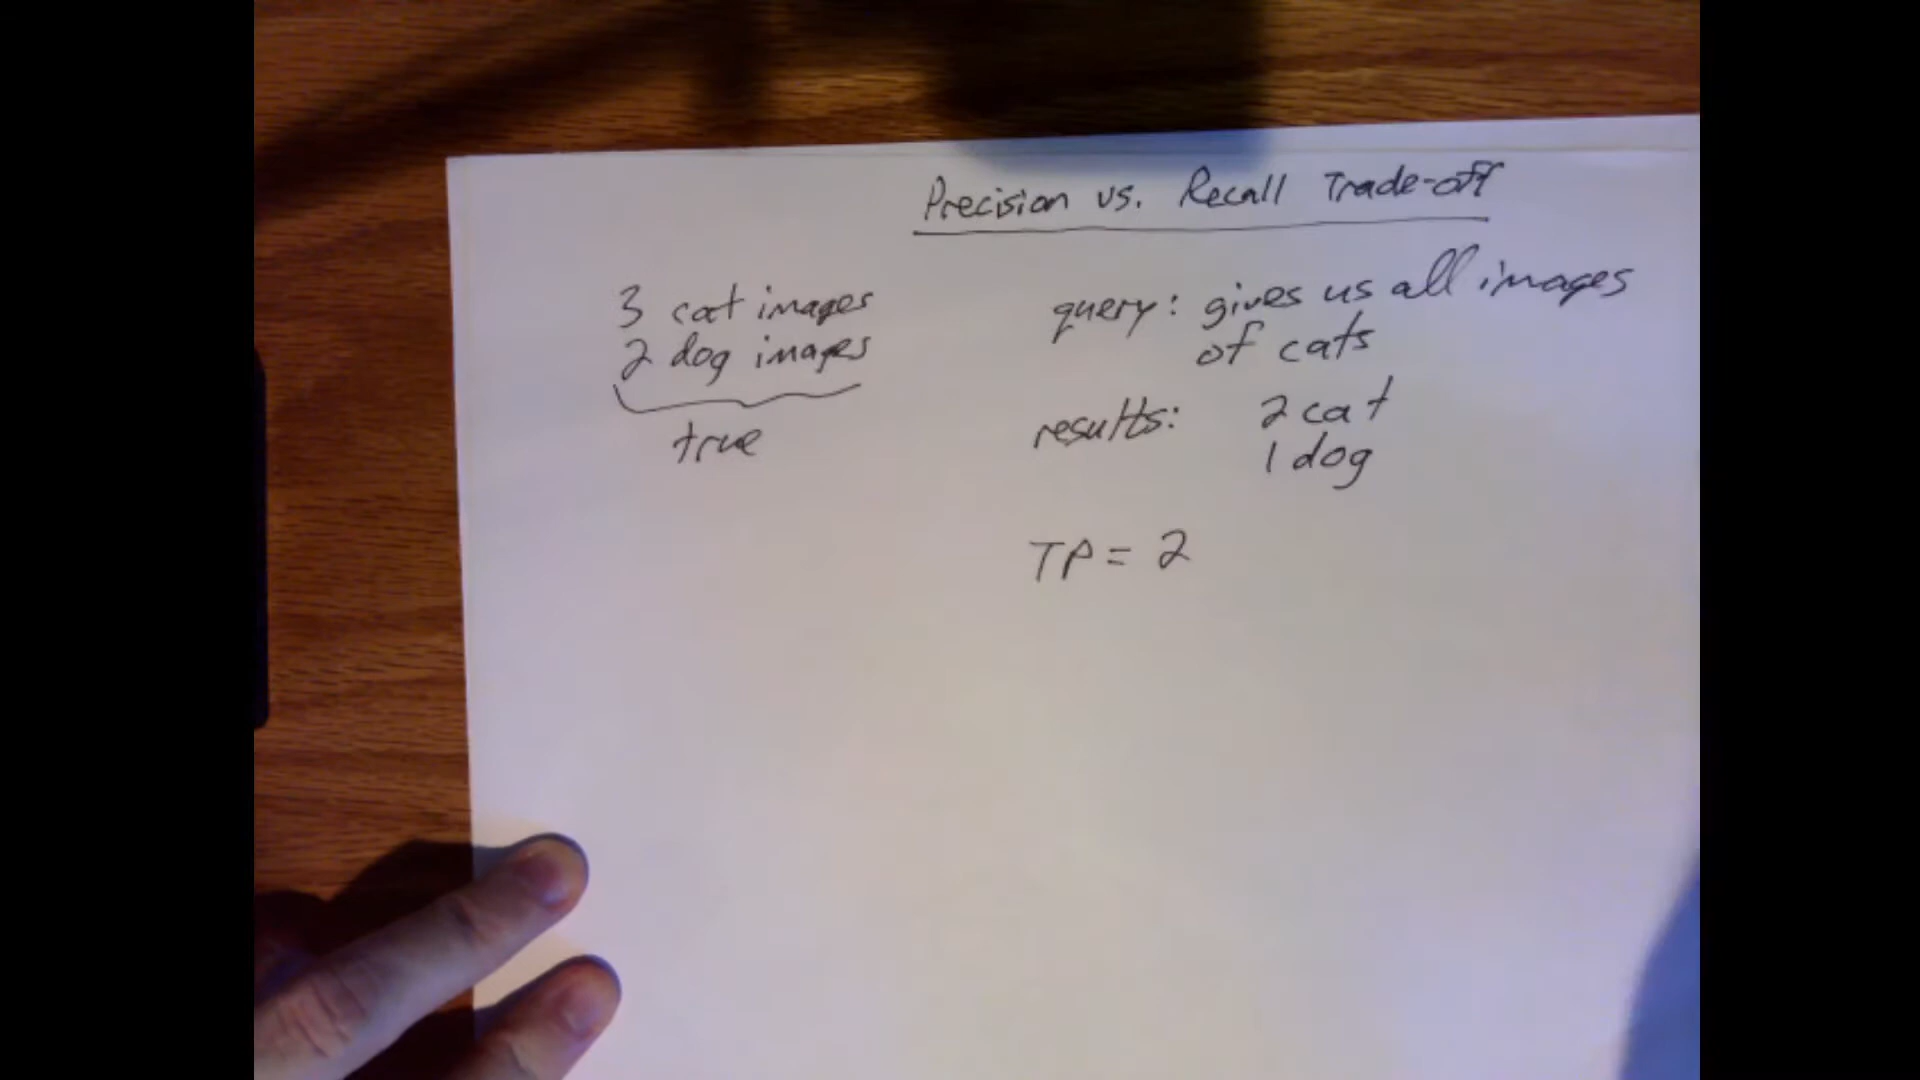 Precision vs. Recall Trade-off
3 cat images
2 dog images
true
query: gives us all images
of cats
results: 2 cat
1 dog
TP = 2